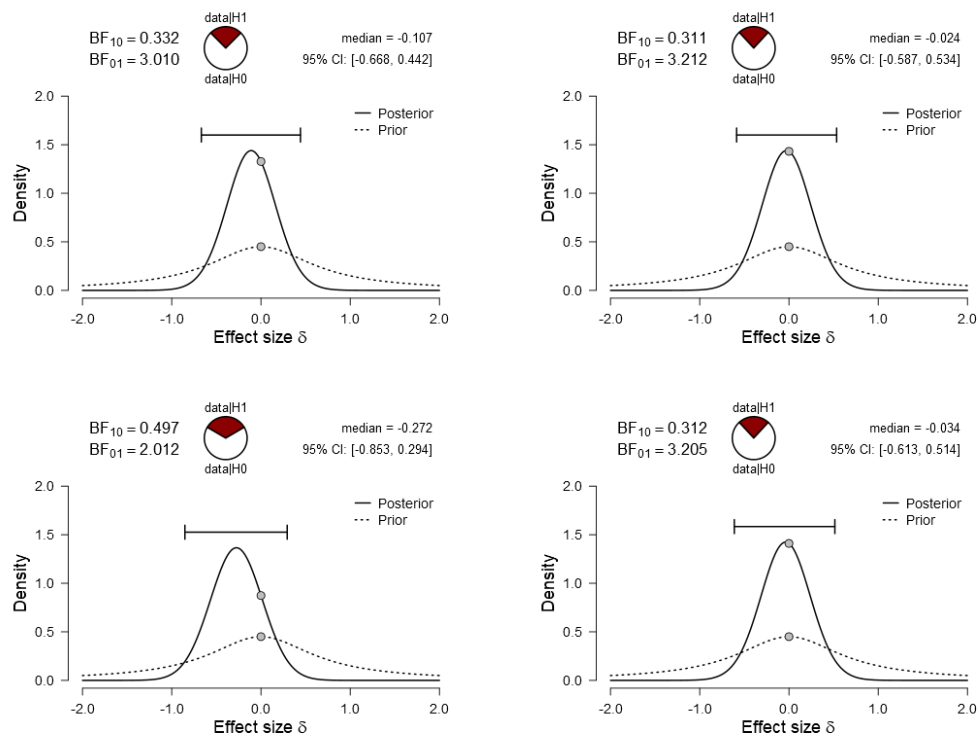 data|H1
BF10 = 0.332
BF01 = 3.010
data|H0
median = -0.107
95% CI: [-0.668, 0.442]
2.0
1.5
1.0
0.5
0.0
Density
Posterior
Prior
-2.0 -1.0 0.0 1.0 2.0
Effect size δ
data|H1
BF10 = 0.311
BF01 = 3.212
data|H0
median = -0.024
95% CI: [-0.587, 0.534]
2.0
1.5
1.0
0.5
0.0
Density
Posterior
Prior
-2.0 -1.0 0.0 1.0 2.0
Effect size δ
data|H1
BF10 = 0.497
BF01 = 2.012
data|H0
median = -0.272
95% CI: [-0.853, 0.294]
2.0
1.5
1.0
0.5
0.0
Density
Posterior
Prior
-2.0 -1.0 0.0 1.0 2.0
Effect size δ
data|H1
BF10 = 0.312
BF01 = 3.205
data|H0
median = -0.034
95% CI: [-0.613, 0.514]
2.0
1.5
1.0
0.5
0.0
Density
Posterior
Prior
-2.0 -1.0 0.0 1.0 2.0
Effect size δ